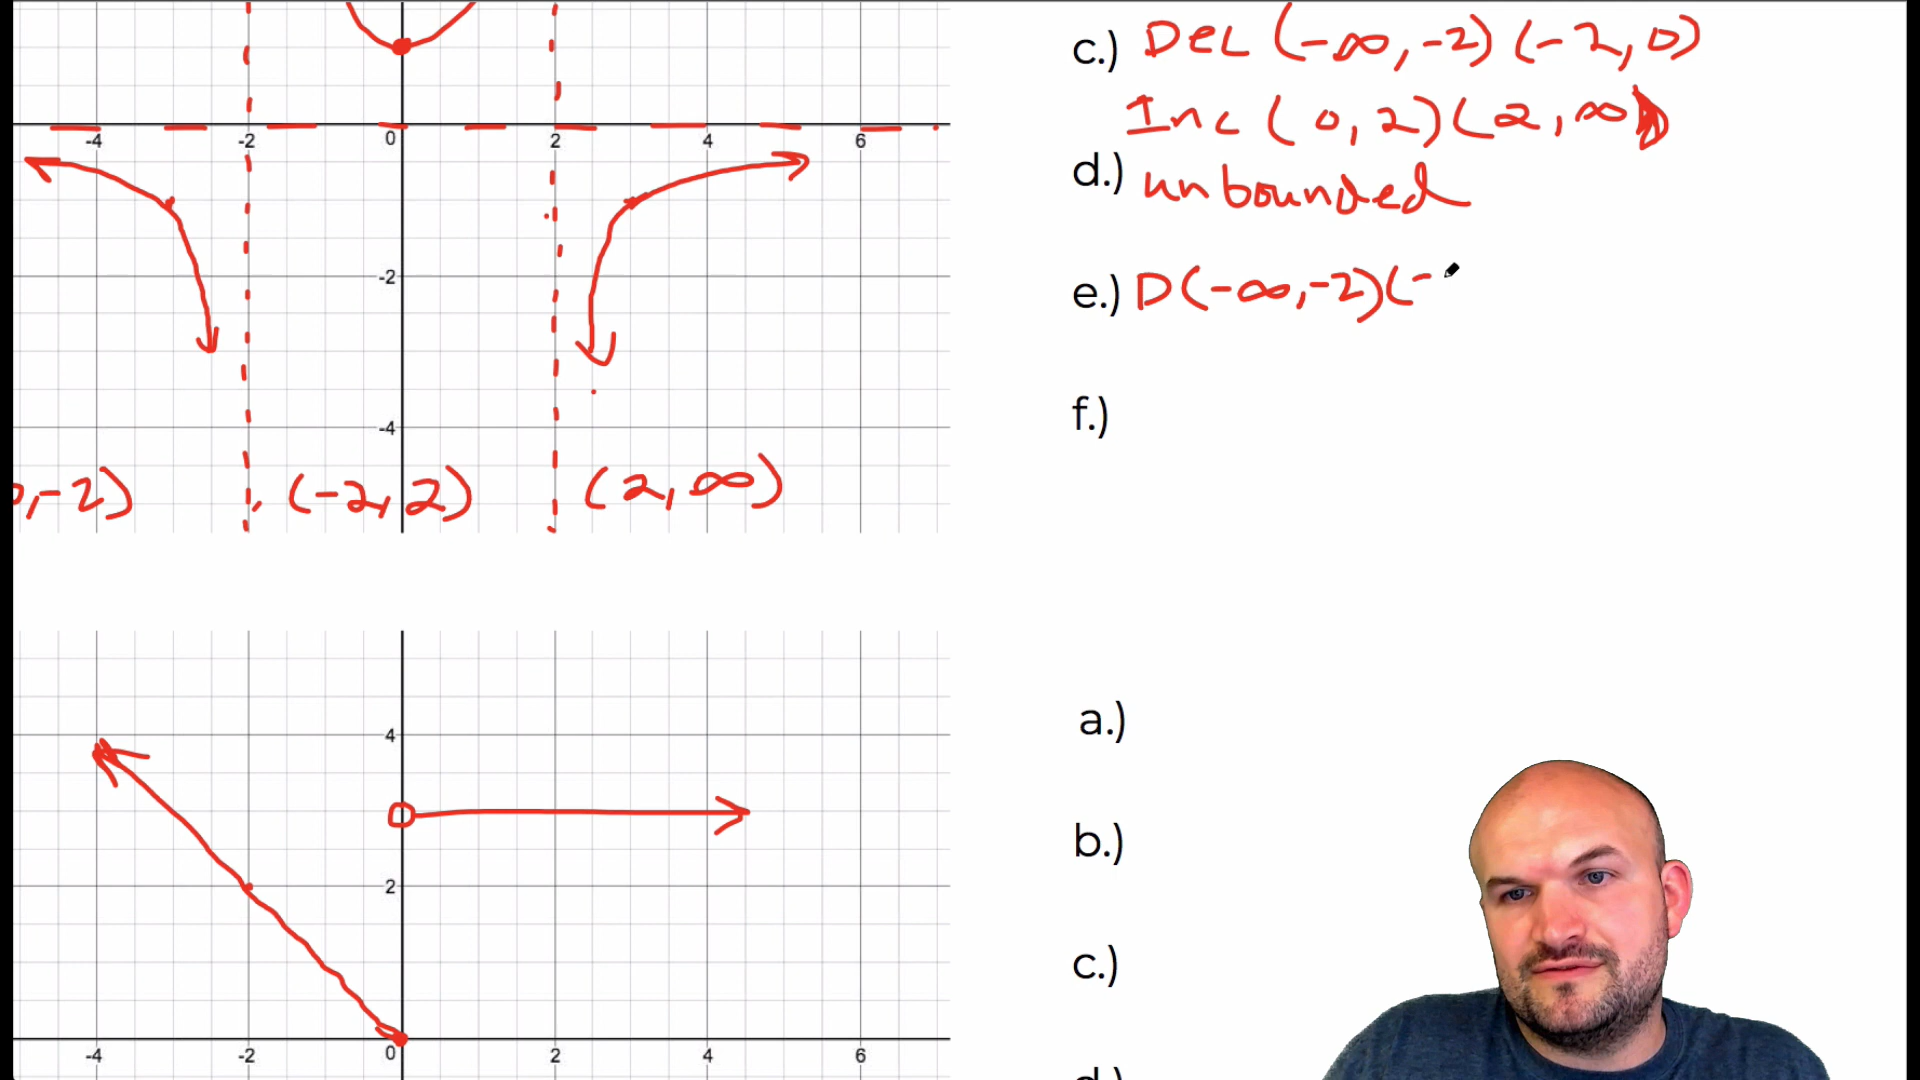 c.) Dec (-∞,-2) (-2,0)
Inc (0,2) (2,∞)
d.) unbounded
e.) D (-∞,-2) (-
f.)
-4 -2 0 2 4 6
-2
-4
,-2) (-2,2) (2,∞)
4
2
-4 -2 0 2 4 6
a.)
b.)
c.)
d.)